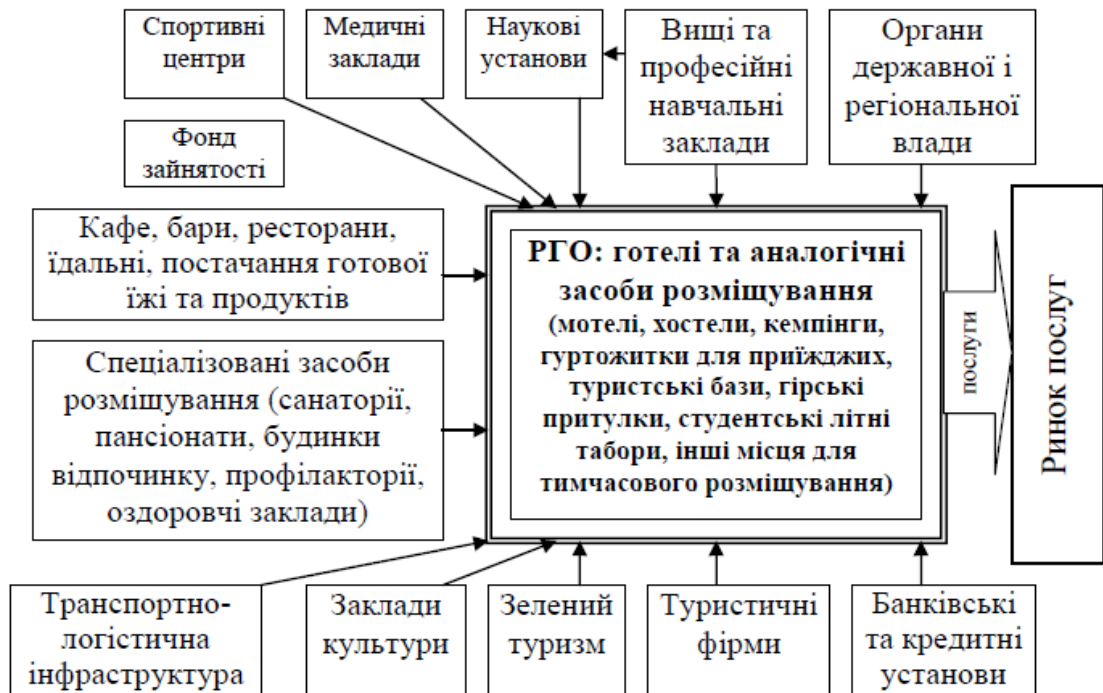 Спортивні
центри
Медичні
заклади
Наукові
установи
Вищі та
професійні
навчальні
заклади
Органи
державної і
регіональної
влади
Фонд
зайнятості
Кафе, бари, ресторани,
їдальні, постачання готової
їжі та продуктів
Спеціалізовані засоби
розміщування (санаторії,
пансіонати, будинки
відпочинку, профілакторії,
оздоровчі заклади)
РГО: готелі та аналогічні
засоби розміщування
(мотелі, хостели, кемпінги,
гуртожитки для приїжджих,
туристські бази, гірські
притулки, студентські літні
табори, інші місця для
тимчасового розміщування)
послуги
Ринок послуг
Транспортно-
логістична
інфраструктура
Заклади
культури
Зелений
туризм
Туристичні
фірми
Банківські
та кредитні
установи